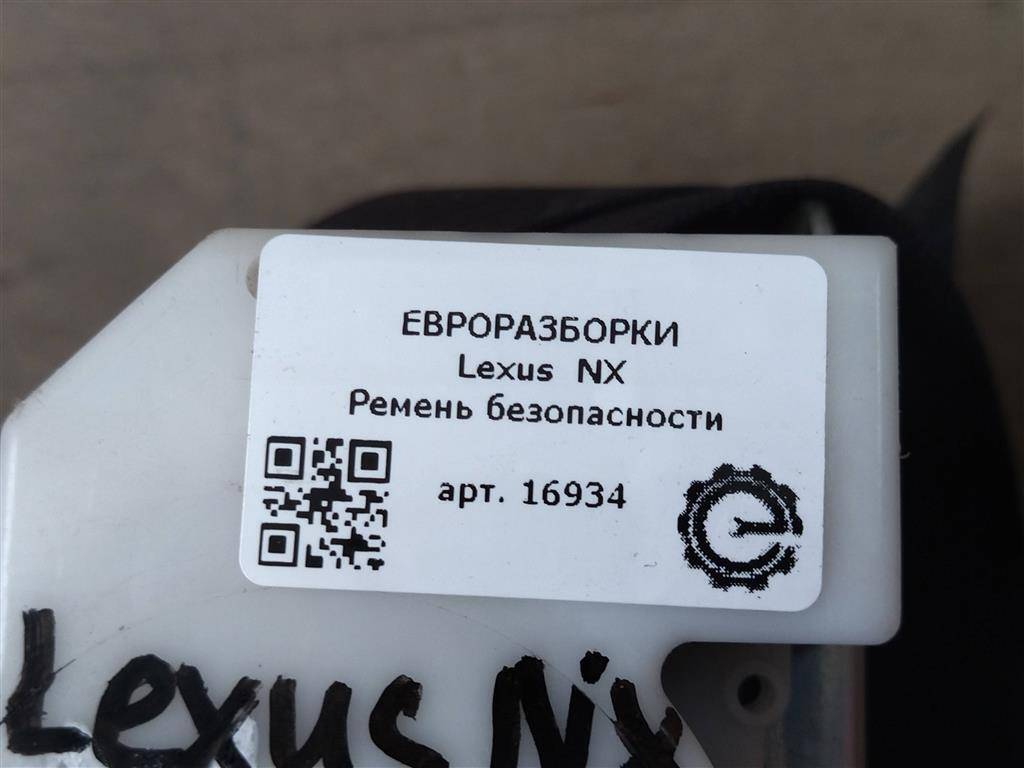 ЕВРОРАЗБОРКИ
Lexus NX
Ремень безопасности
арт. 16934
Lexus NX